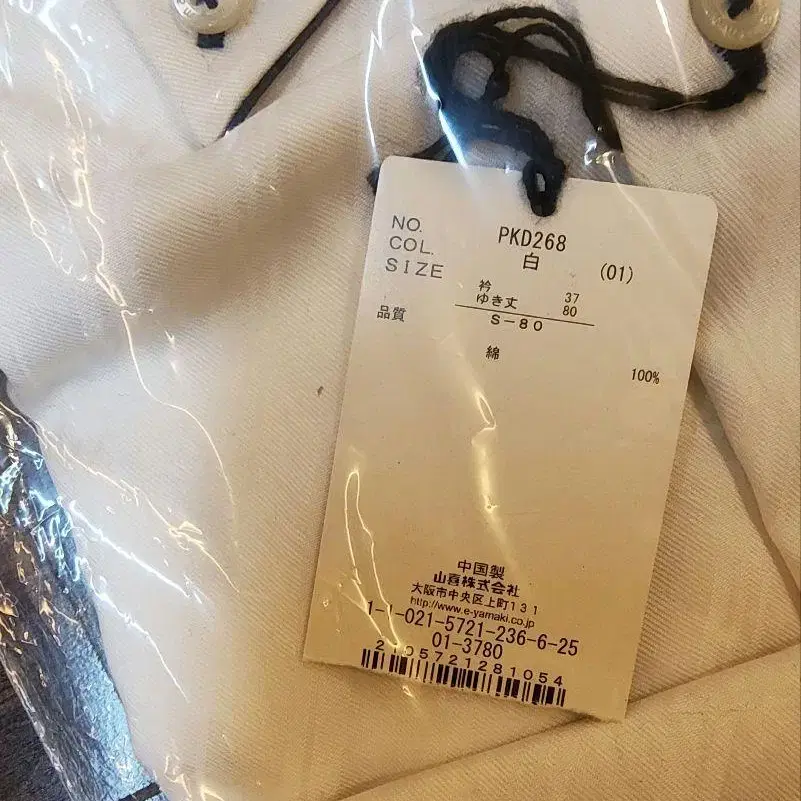 NO. PKD268
COL. 白 (01)
SIZE
衿 37
ゆき丈 80
S-80
品質
綿
100%
中国製
山喜株式会社
大阪市中央区上町131
http://www.e-yamaki.co.jp
1-1-021-5721-236-6-25
01-3780
2105721281054